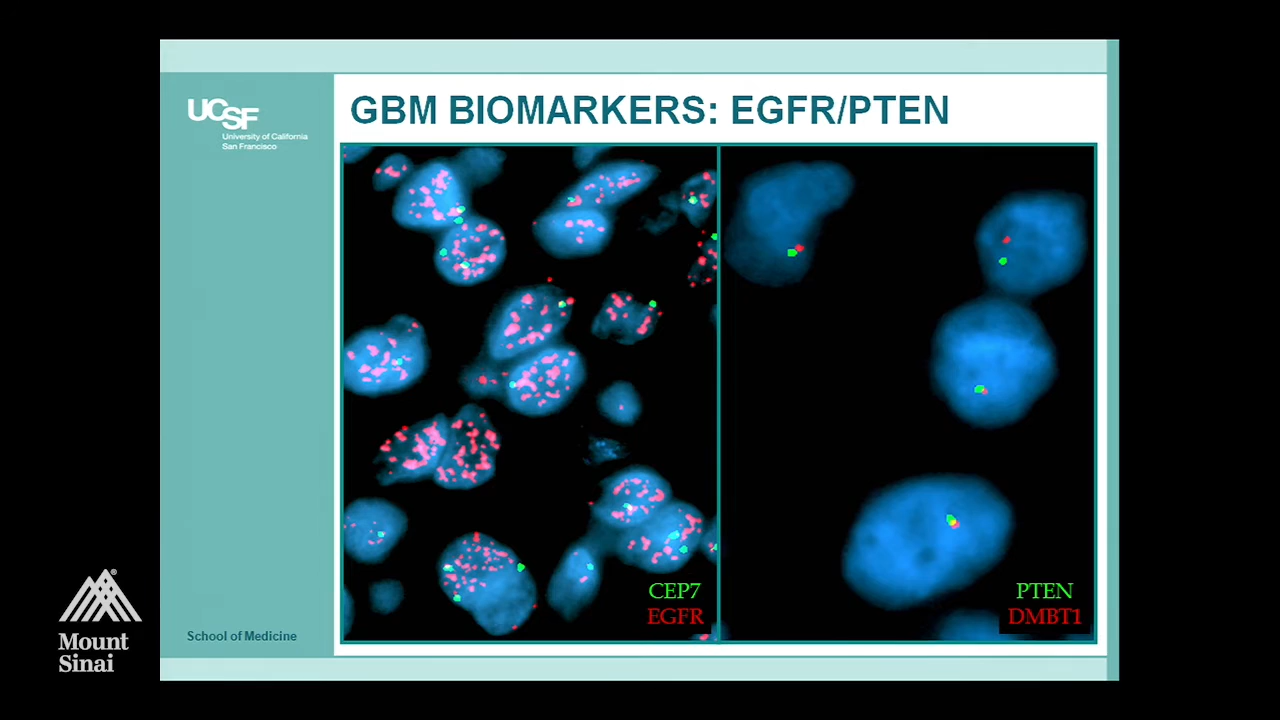 UCSF
University of California
San Francisco
GBM BIOMARKERS: EGFR/PTEN
CEP7
EGFR
PTEN
DMBT1
School of Medicine
Mount
Sinai